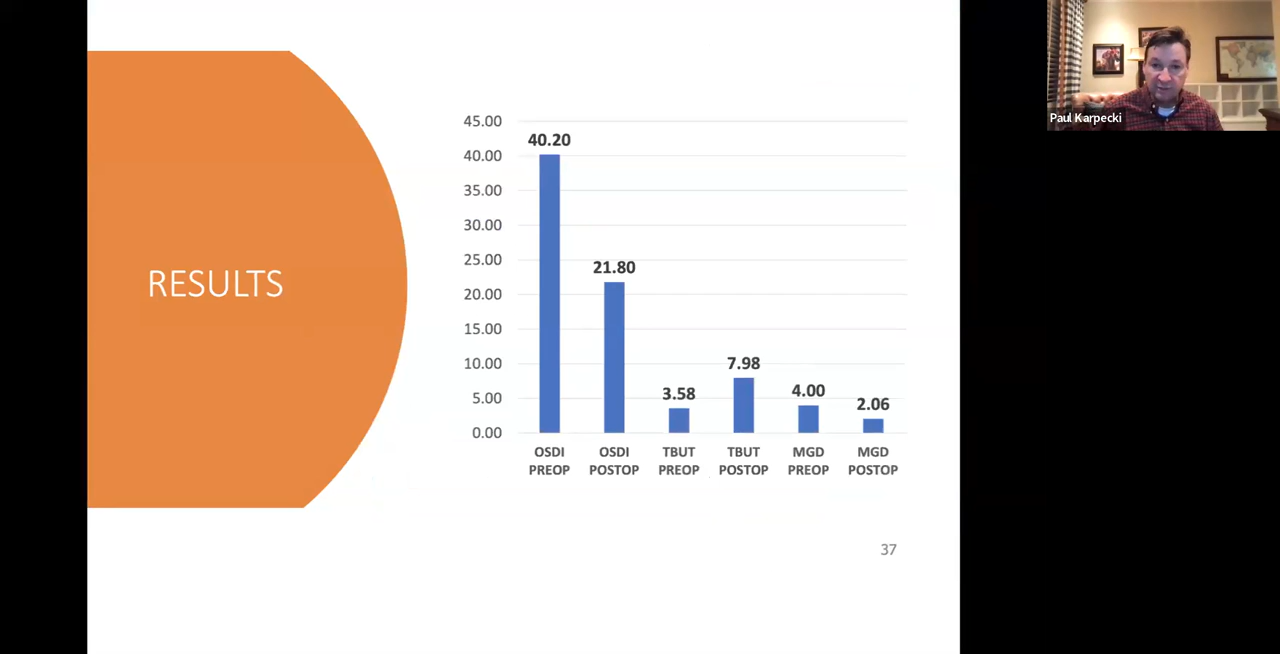 RESULTS
45.00
40.00
35.00
30.00
25.00
20.00
15.00
10.00
5.00
0.00
40.20
21.80
3.58
7.98
4.00
2.06
OSDI PREOP
OSDI POSTOP
TBUT PREOP
TBUT POSTOP
MGD PREOP
MGD POSTOP
37
Paul Karpecki